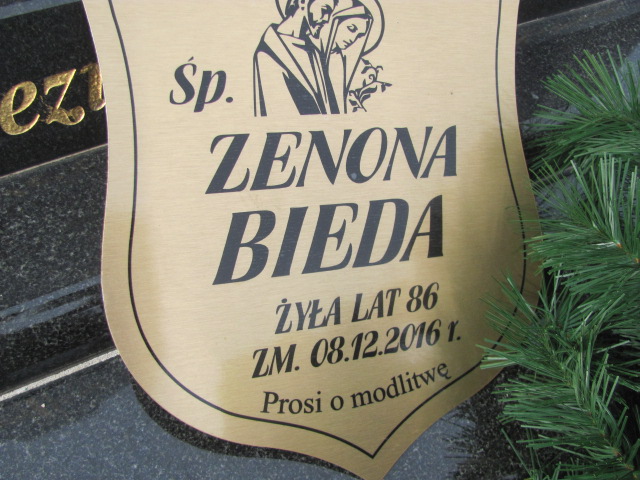 Śp.
ZENONA
BIEDA
ŻYŁA LAT 86
ZM. 08.12.2016 r.
Prosi o modlitwę